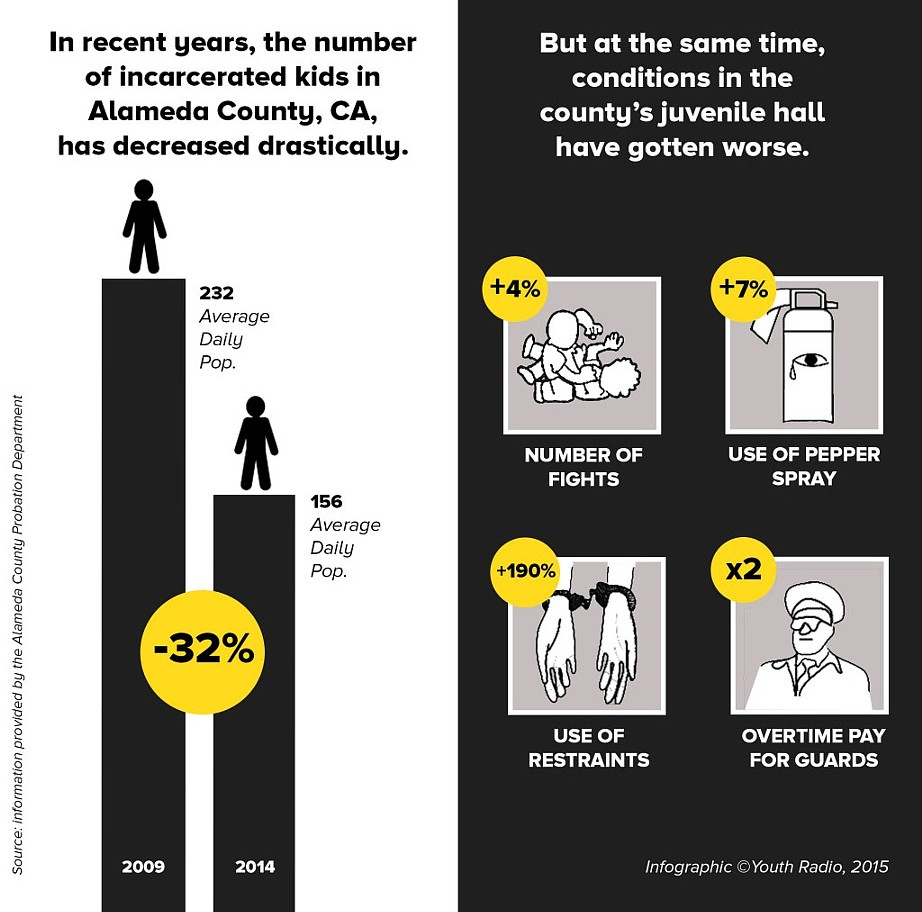 In recent years, the number
of incarcerated kids in
Alameda County, CA,
has decreased drastically.
232
Average
Daily
Pop.
156
Average
Daily
Pop.
-32%
2009
2014
Source: Information provided by the Alameda County Probation Department
But at the same time,
conditions in the
county's juvenile hall
have gotten worse.
+4%
NUMBER OF
FIGHTS
+7%
USE OF PEPPER
SPRAY
+190%
USE OF
RESTRAINTS
x2
OVERTIME PAY
FOR GUARDS
Infographic ©Youth Radio, 2015